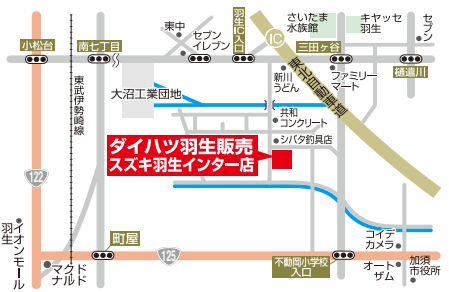 小松台
南七丁目
東中
セブン
イレブン
羽生IC入口
IC
さいたま
水族館
キヤッセ
羽生
セブン
三田ヶ谷
樋遣川
東武伊勢崎線
大沼工業団地
新川
うどん
ファミリー
マート
東北自動車道
共和
コンクリート
シバタ釣具店
ダイハツ羽生販売
スズキ羽生インター店
122
イオンモール
羽生
町屋
125
マクド
ナルド
不動岡小学校
入口
コイデ
カメラ
オート
ザム
加須
市役所